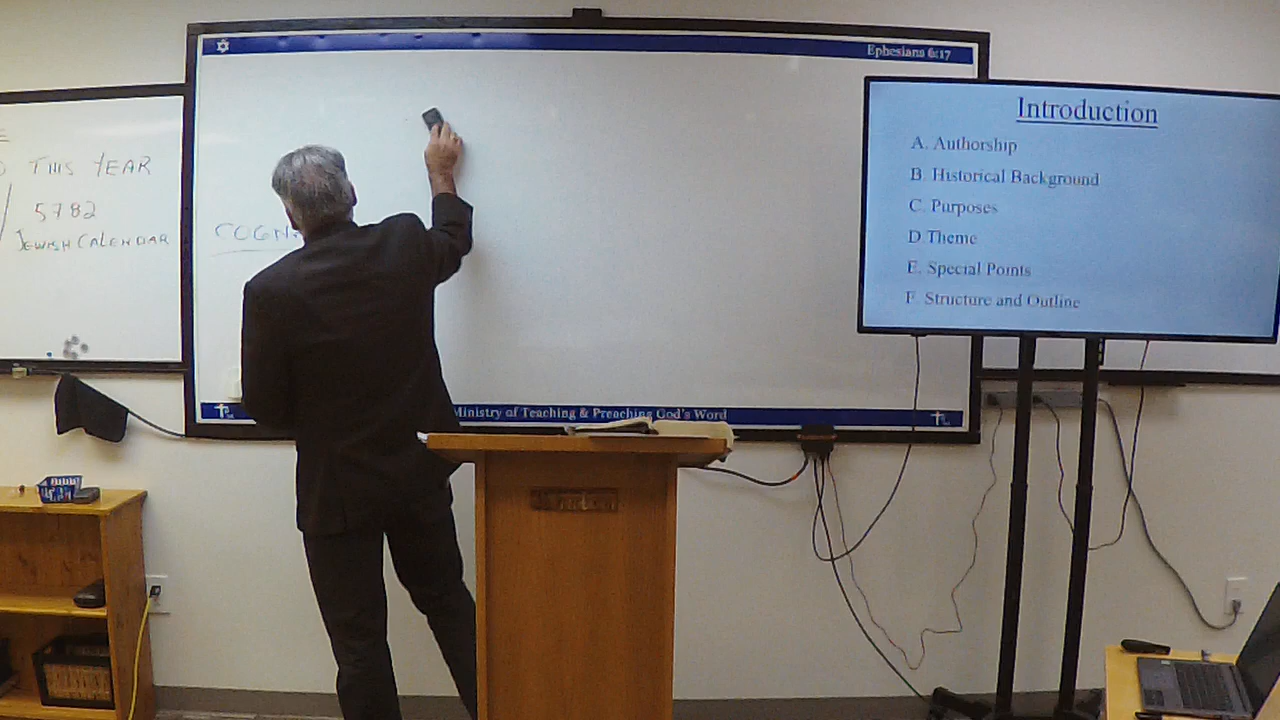 THIS YEAR
5782
JEWISH CALENDAR
Ephesians 6:17
COGN
Ministry of Teaching & Preaching God's Word
Introduction
A. Authorship
B. Historical Background
C. Purposes
D Theme
E. Special Points
F. Structure and Outline